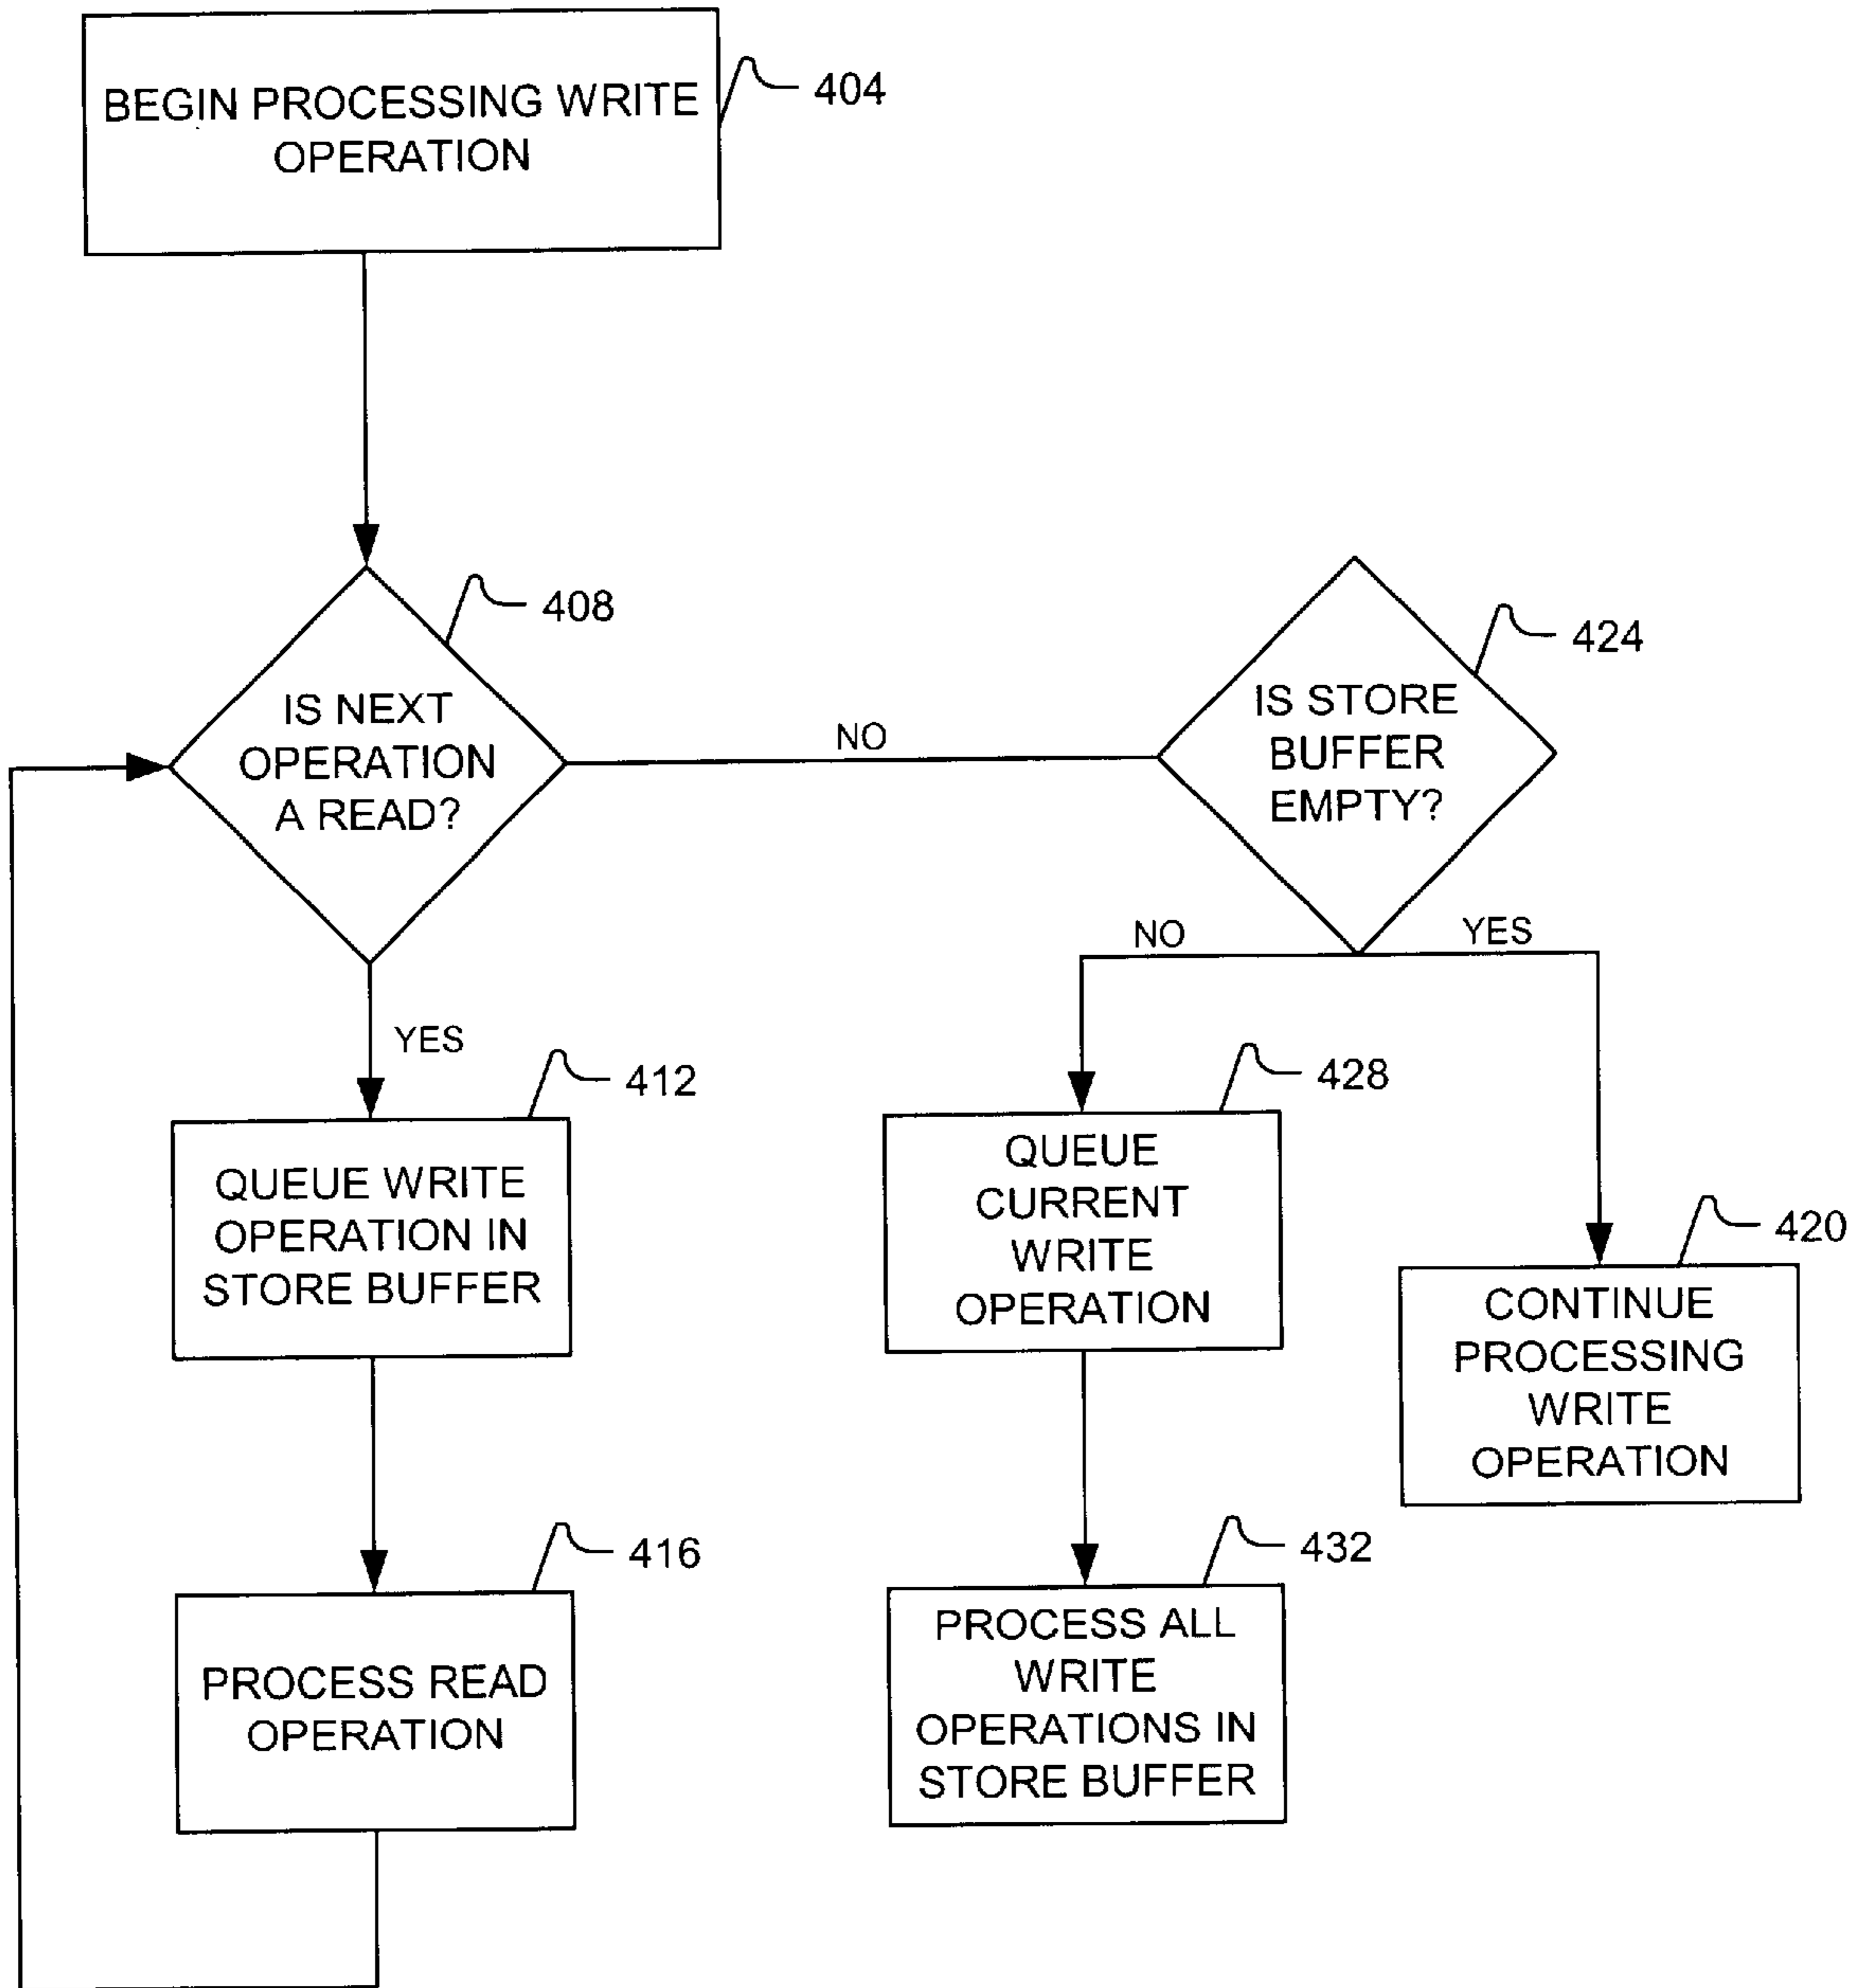 BEGIN PROCESSING WRITE
OPERATION
404
408
IS NEXT
OPERATION
A READ?
NO
424
IS STORE
BUFFER
EMPTY?
YES
NO
YES
412
QUEUE WRITE
OPERATION IN
STORE BUFFER
428
QUEUE
CURRENT
WRITE
OPERATION
420
CONTINUE
PROCESSING
WRITE
OPERATION
416
PROCESS READ
OPERATION
432
PROCESS ALL
WRITE
OPERATIONS IN
STORE BUFFER